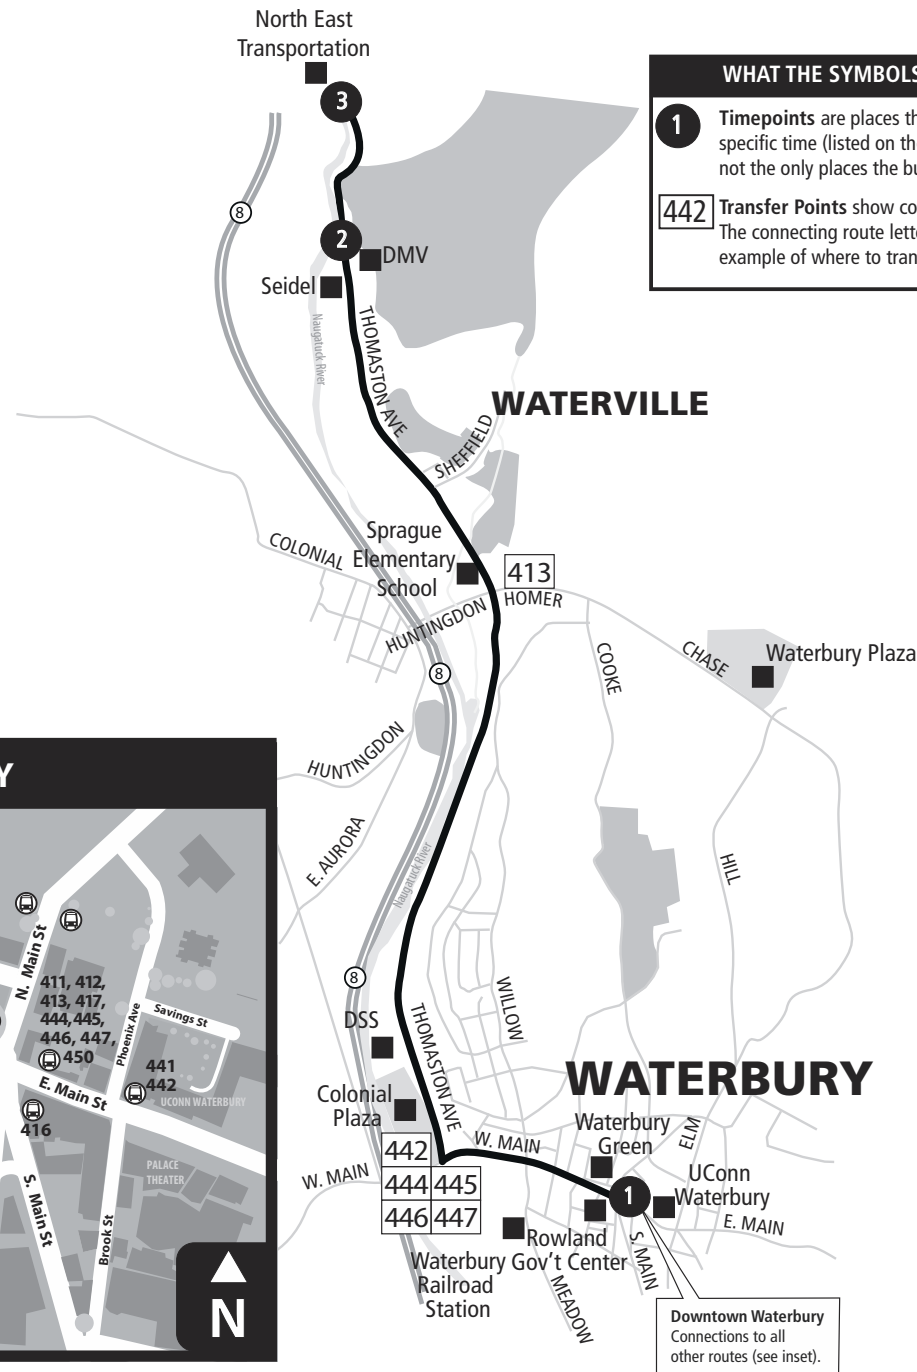 North East
Transportation
3
WHAT THE SYMBOLS
1
Timepoints are places th
specific time (listed on the
not the only places the bu
442
Transfer Points show co
The connecting route lette
example of where to tran
8
2
DMV
Seidel
Naugatuck River
THOMASTON AVE
WATERVILLE
SHEFFIELD
Sprague
Elementary
School
COLONIAL
413
HOMER
HUNTINGDON
COOKE
CHASE
Waterbury Plaza
8
HUNTINGDON
E. AURORA
Naugatuck River
HILL
8
WILLOW
DSS
THOMASTON AVE
WATERBURY
Colonial
Plaza
W. MAIN
Waterbury
Green
ELM
442
444 445
446 447
W. MAIN
1
UConn
Waterbury
E. MAIN
Rowland
Gov't Center
S. MAIN
Waterbury
Railroad
Station
MEADOW
Downtown Waterbury
Connections to all
other routes (see inset).
Y
N. Main St
411, 412,
413, 417,
444,445,
446, 447,
450
Phoenix Ave
Savings St
441
442
UCONN WATERBURY
E. Main St
416
PALACE
THEATER
S. Main St
Brook St
N